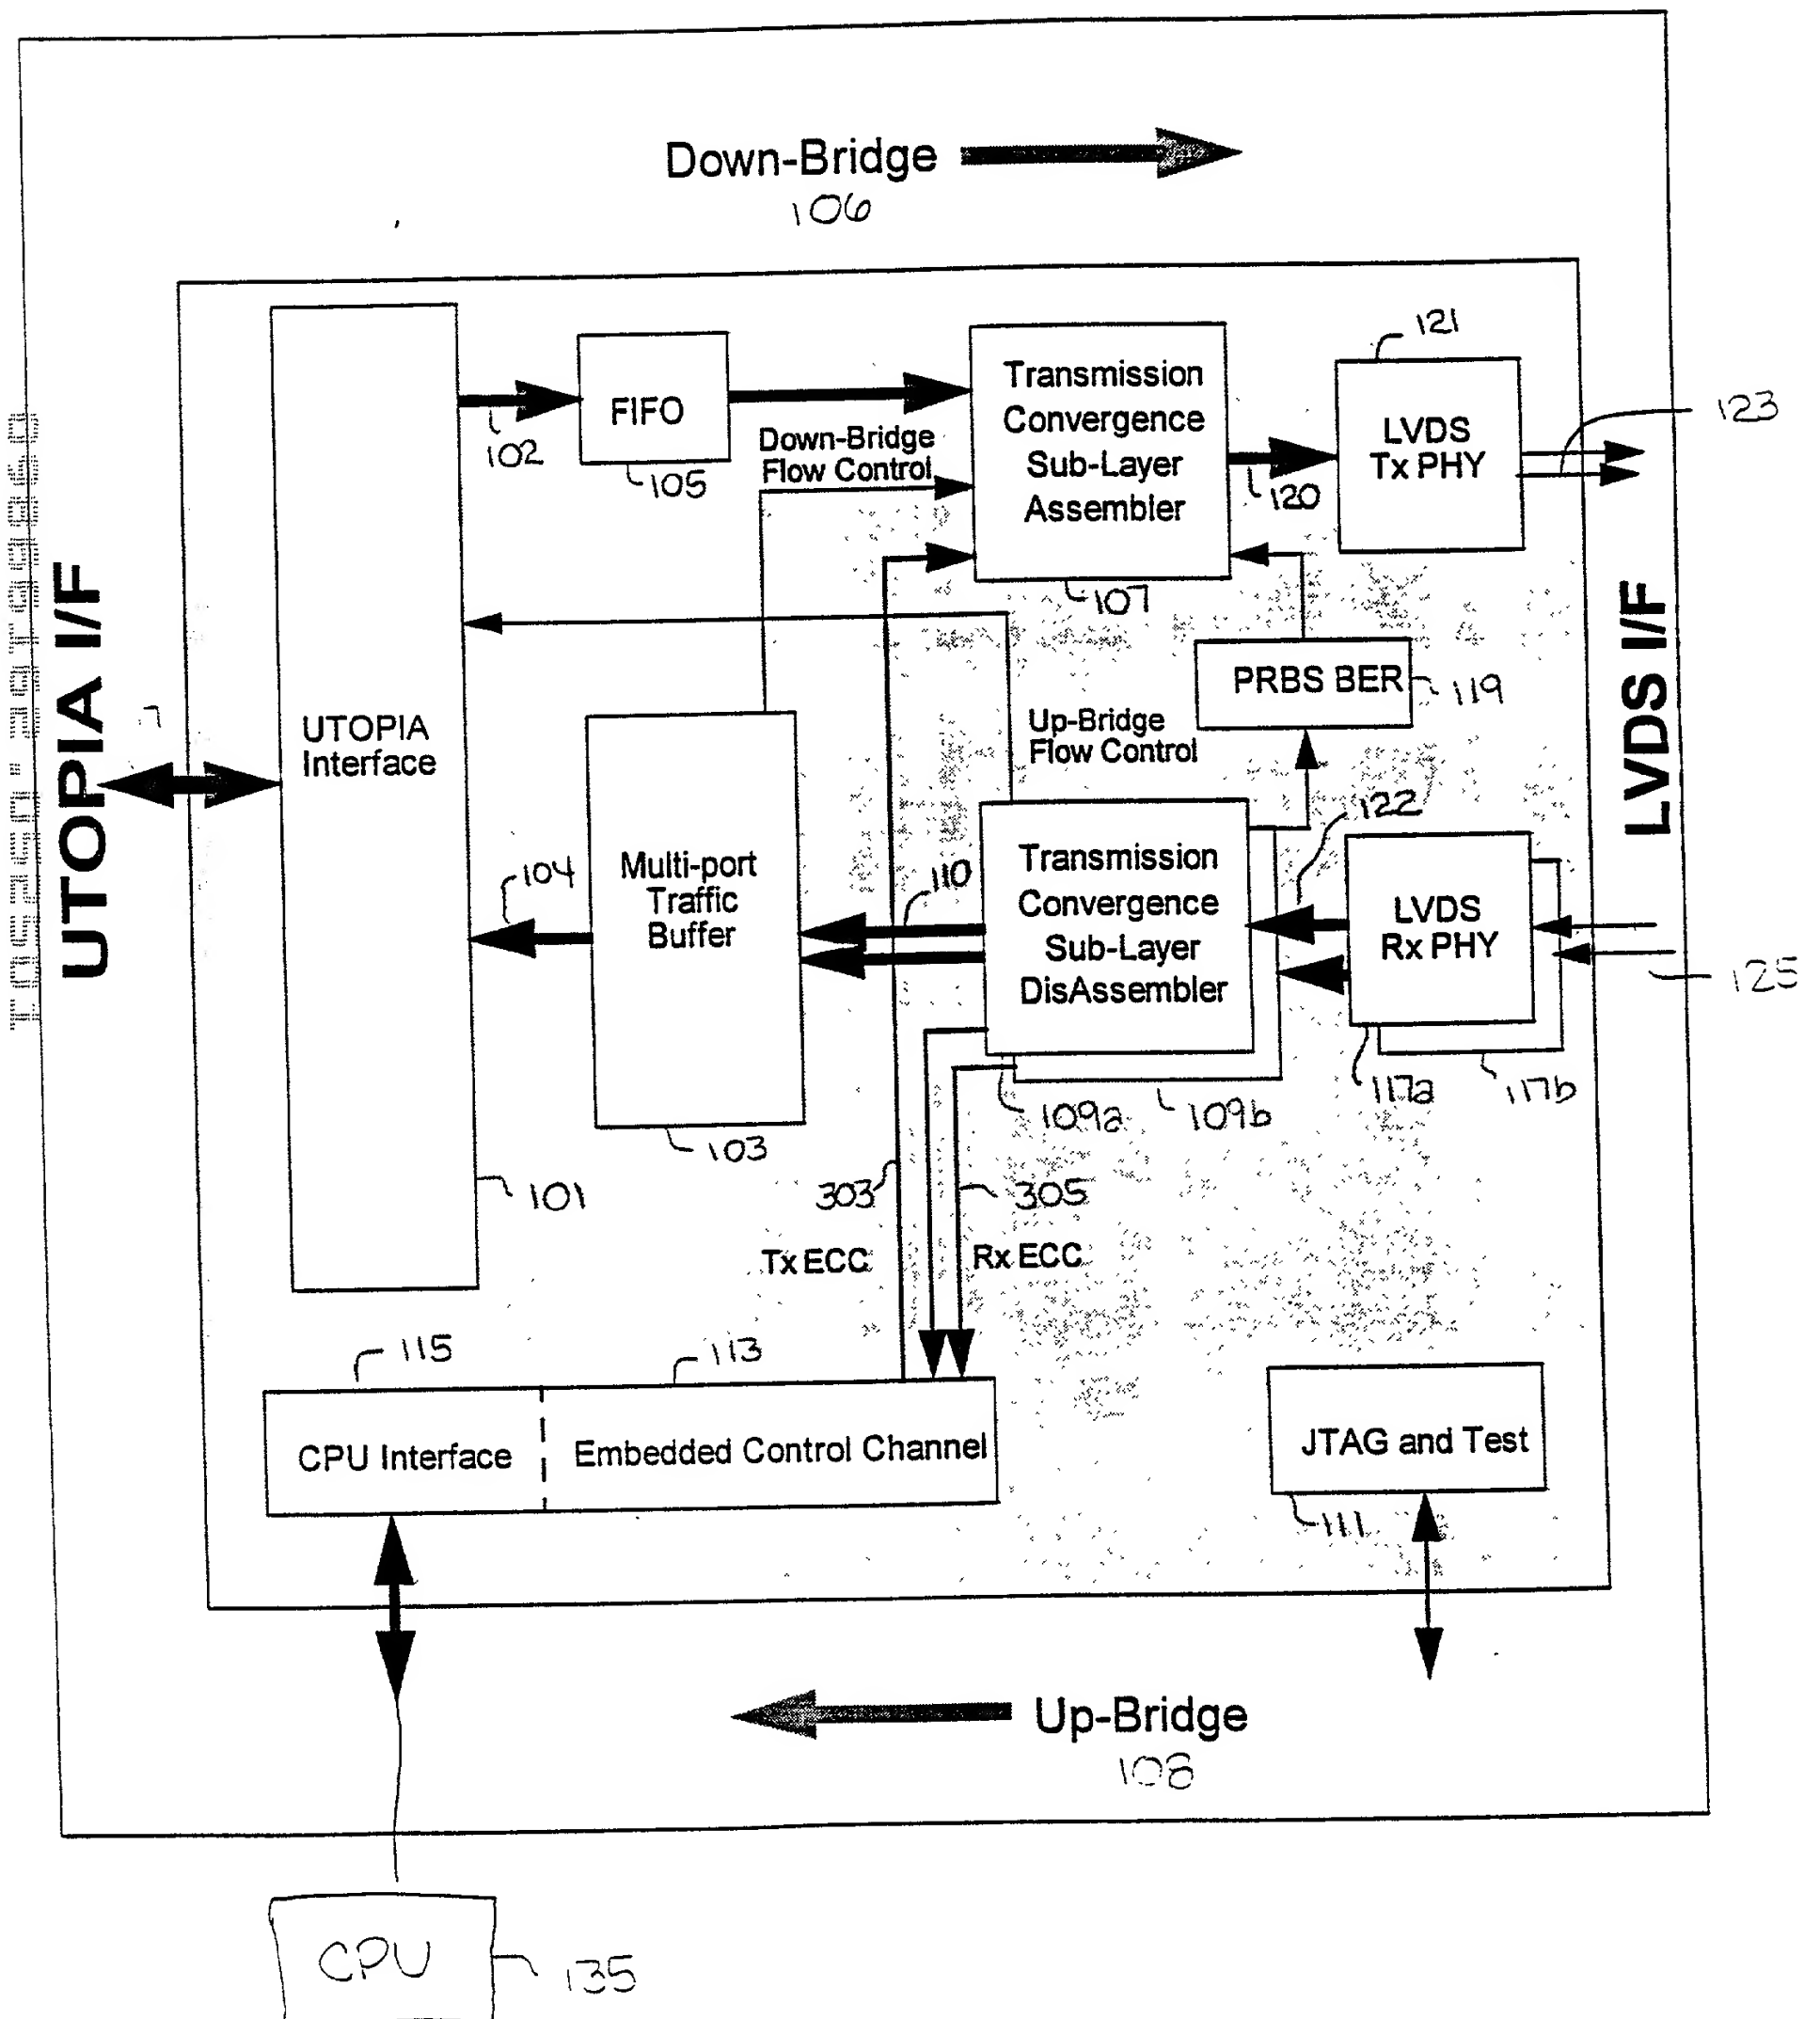 Down-Bridge
106
121
123
FIFO
102
105
Down-Bridge
Flow Control
Transmission
Convergence
Sub-Layer
Assembler
107
120
LVDS
Tx PHY
UTOPIA I/F
LVDS I/F
UTOPIA
Interface
101
PRBS BER
119
Up-Bridge
Flow Control
122
104
Multi-port
Traffic
Buffer
103
110
Transmission
Convergence
Sub-Layer
DisAssembler
109a
109b
LVDS
Rx PHY
117a
117b
125
303
305
Tx ECC
Rx ECC
115
113
CPU Interface
Embedded Control Channel
JTAG and Test
111
Up-Bridge
108
CPU
135